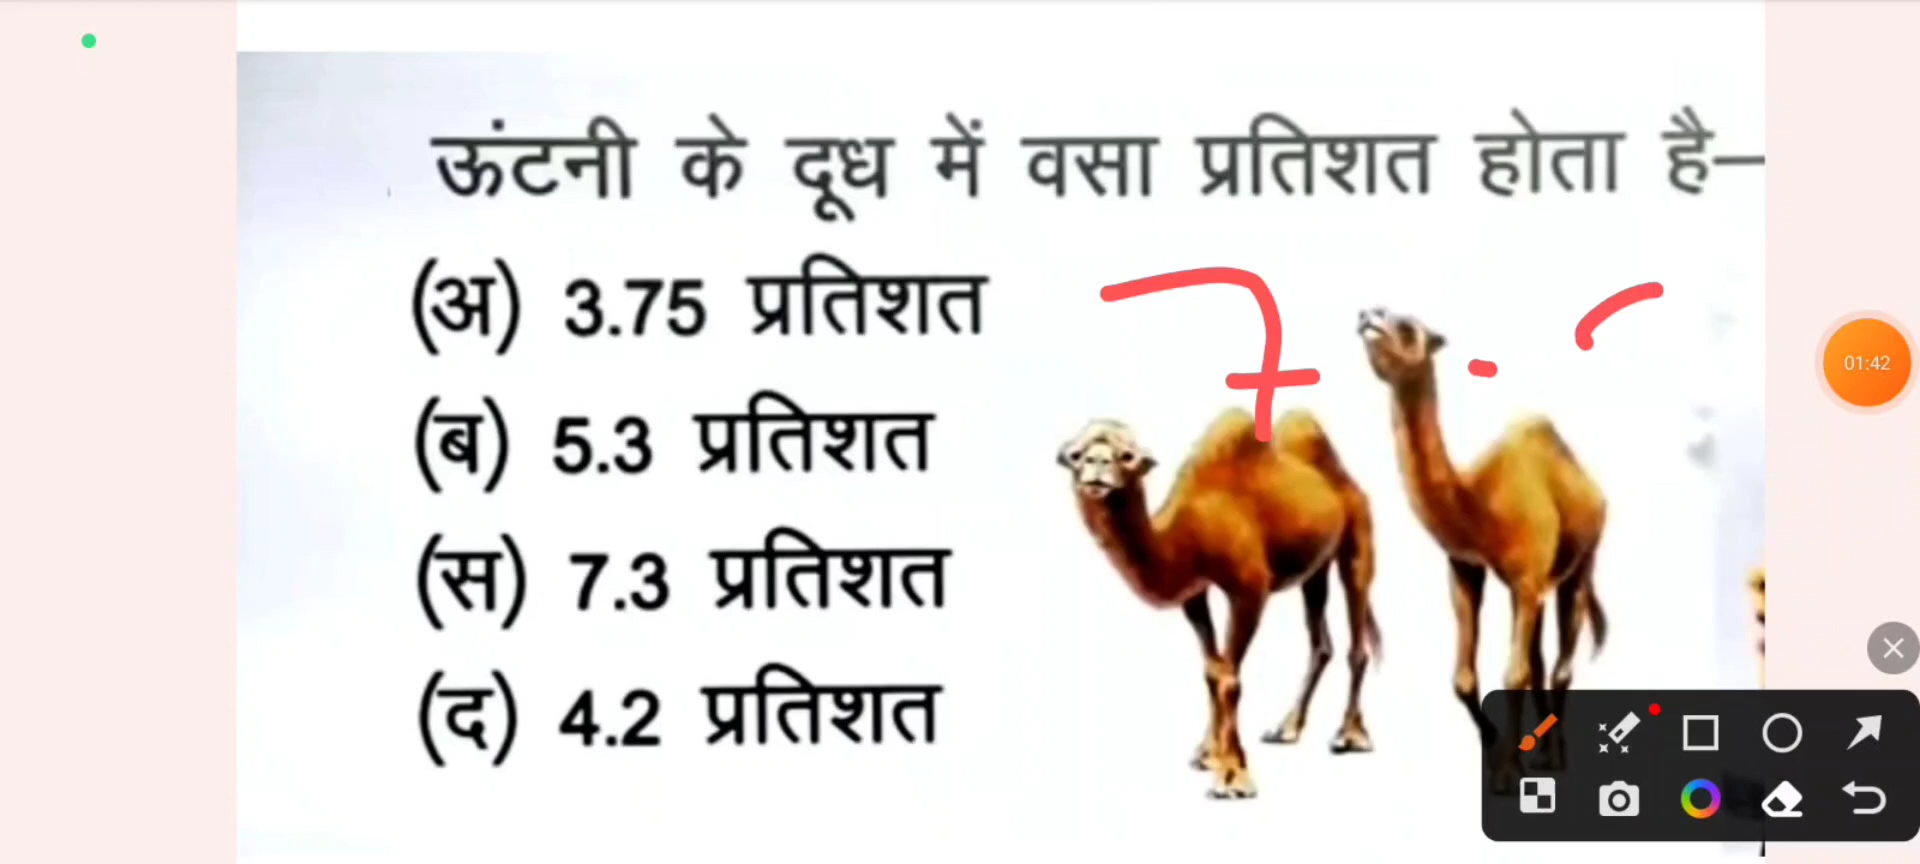 ऊंटनी के दूध में वसा प्रतिशत होता है—
(अ) 3.75 प्रतिशत
(ब) 5.3 प्रतिशत
(स) 7.3 प्रतिशत
(द) 4.2 प्रतिशत
7.
01:42